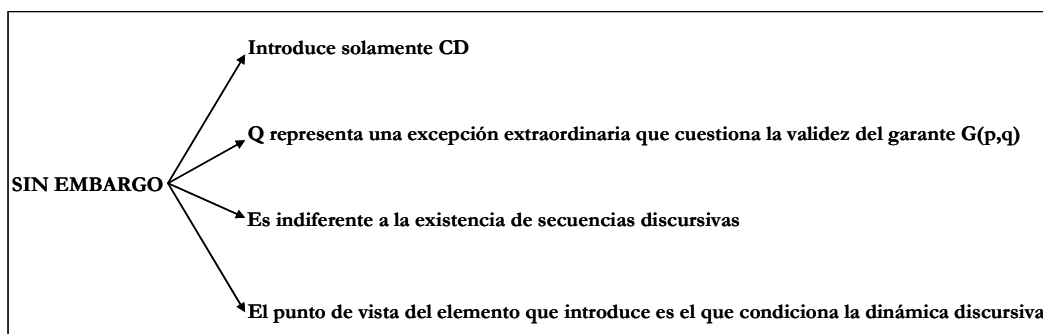 Introduce solamente CD
Q representa una excepción extraordinaria que cuestiona la validez del garante G(p,q)
SIN EMBARGO
Es indiferente a la existencia de secuencias discursivas
El punto de vista del elemento que introduce es el que condiciona la dinámica discursiva